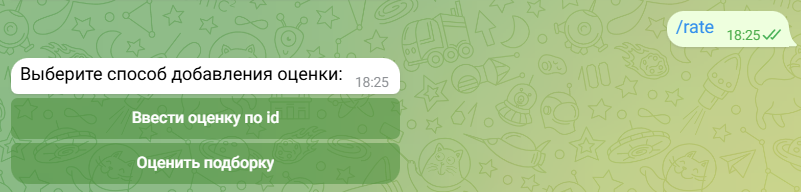 /rate 18:25
Выберите способ добавления оценки: 18:25
Ввести оценку по id
Оценить подборку